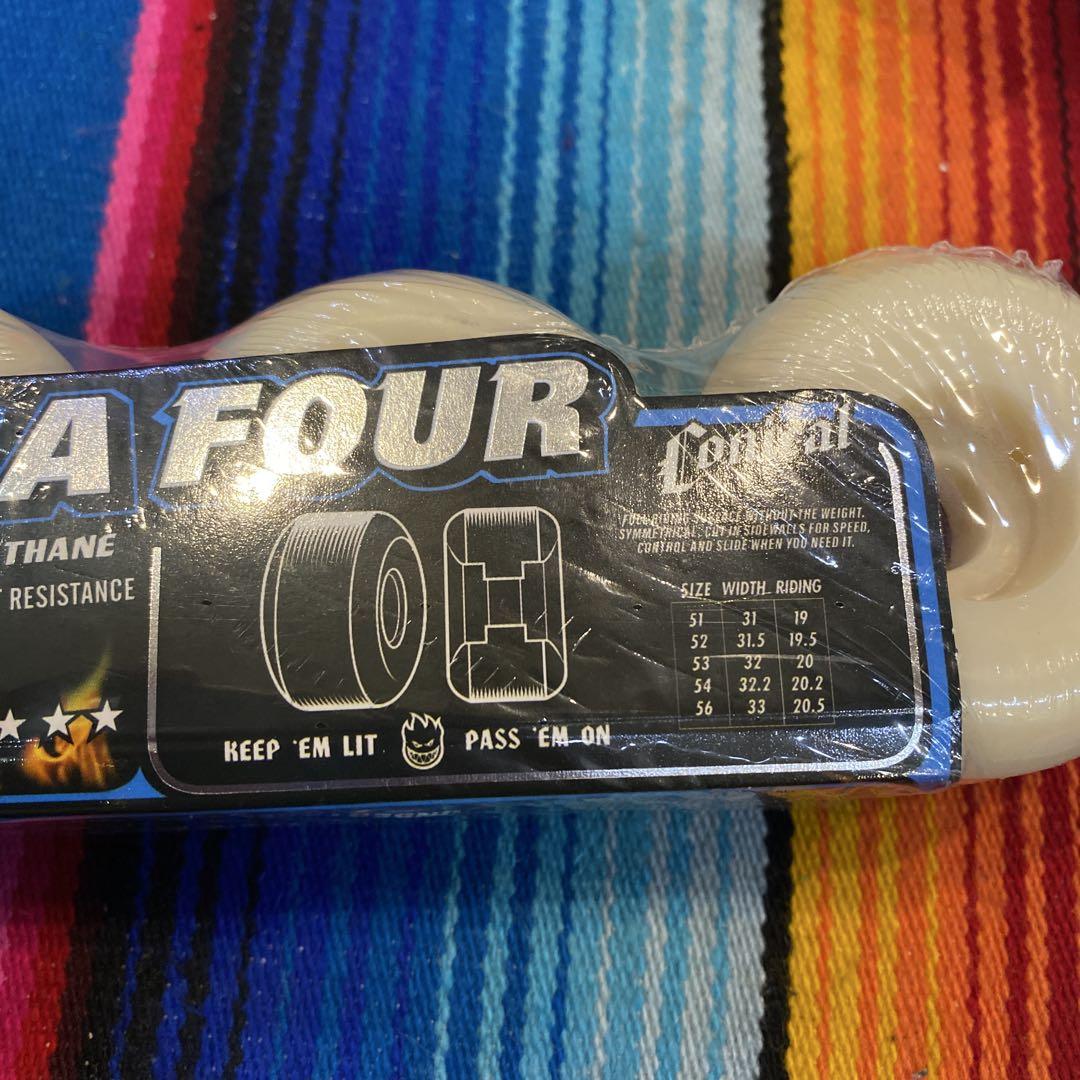 A FOUR
THANE
T RESISTANCE
Conical
FULL RIDING SURFACE WITHOUT THE WEIGHT.
SYMMETRICAL, CUT IN SIDEWALLS FOR SPEED,
CONTROL AND SLIDE WHEN YOU NEED IT.
SIZE WIDTH RIDING
51 31 19
52 31.5 19.5
53 32 20
54 32.2 20.2
56 33 20.5
KEEP 'EM LIT PASS 'EM ON